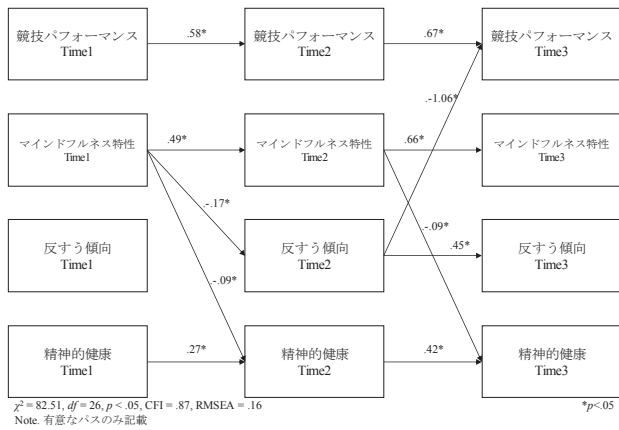 競技パフォーマンス
Time1
.58*
競技パフォーマンス
Time2
.67*
競技パフォーマンス
Time3
.-1.06*
マインドフルネス特性
Time1
.49*
マインドフルネス特性
Time2
.66*
マインドフルネス特性
Time3
.-.17*
.-.09*
反すう傾向
Time1
反すう傾向
Time2
.45*
反すう傾向
Time3
.-.09*
精神的健康
Time1
.27*
精神的健康
Time2
.42*
精神的健康
Time3
χ² = 82.51, df = 26, p < .05, CFI = .87, RMSEA = .16
*p<.05
Note. 有意なパスのみ記載